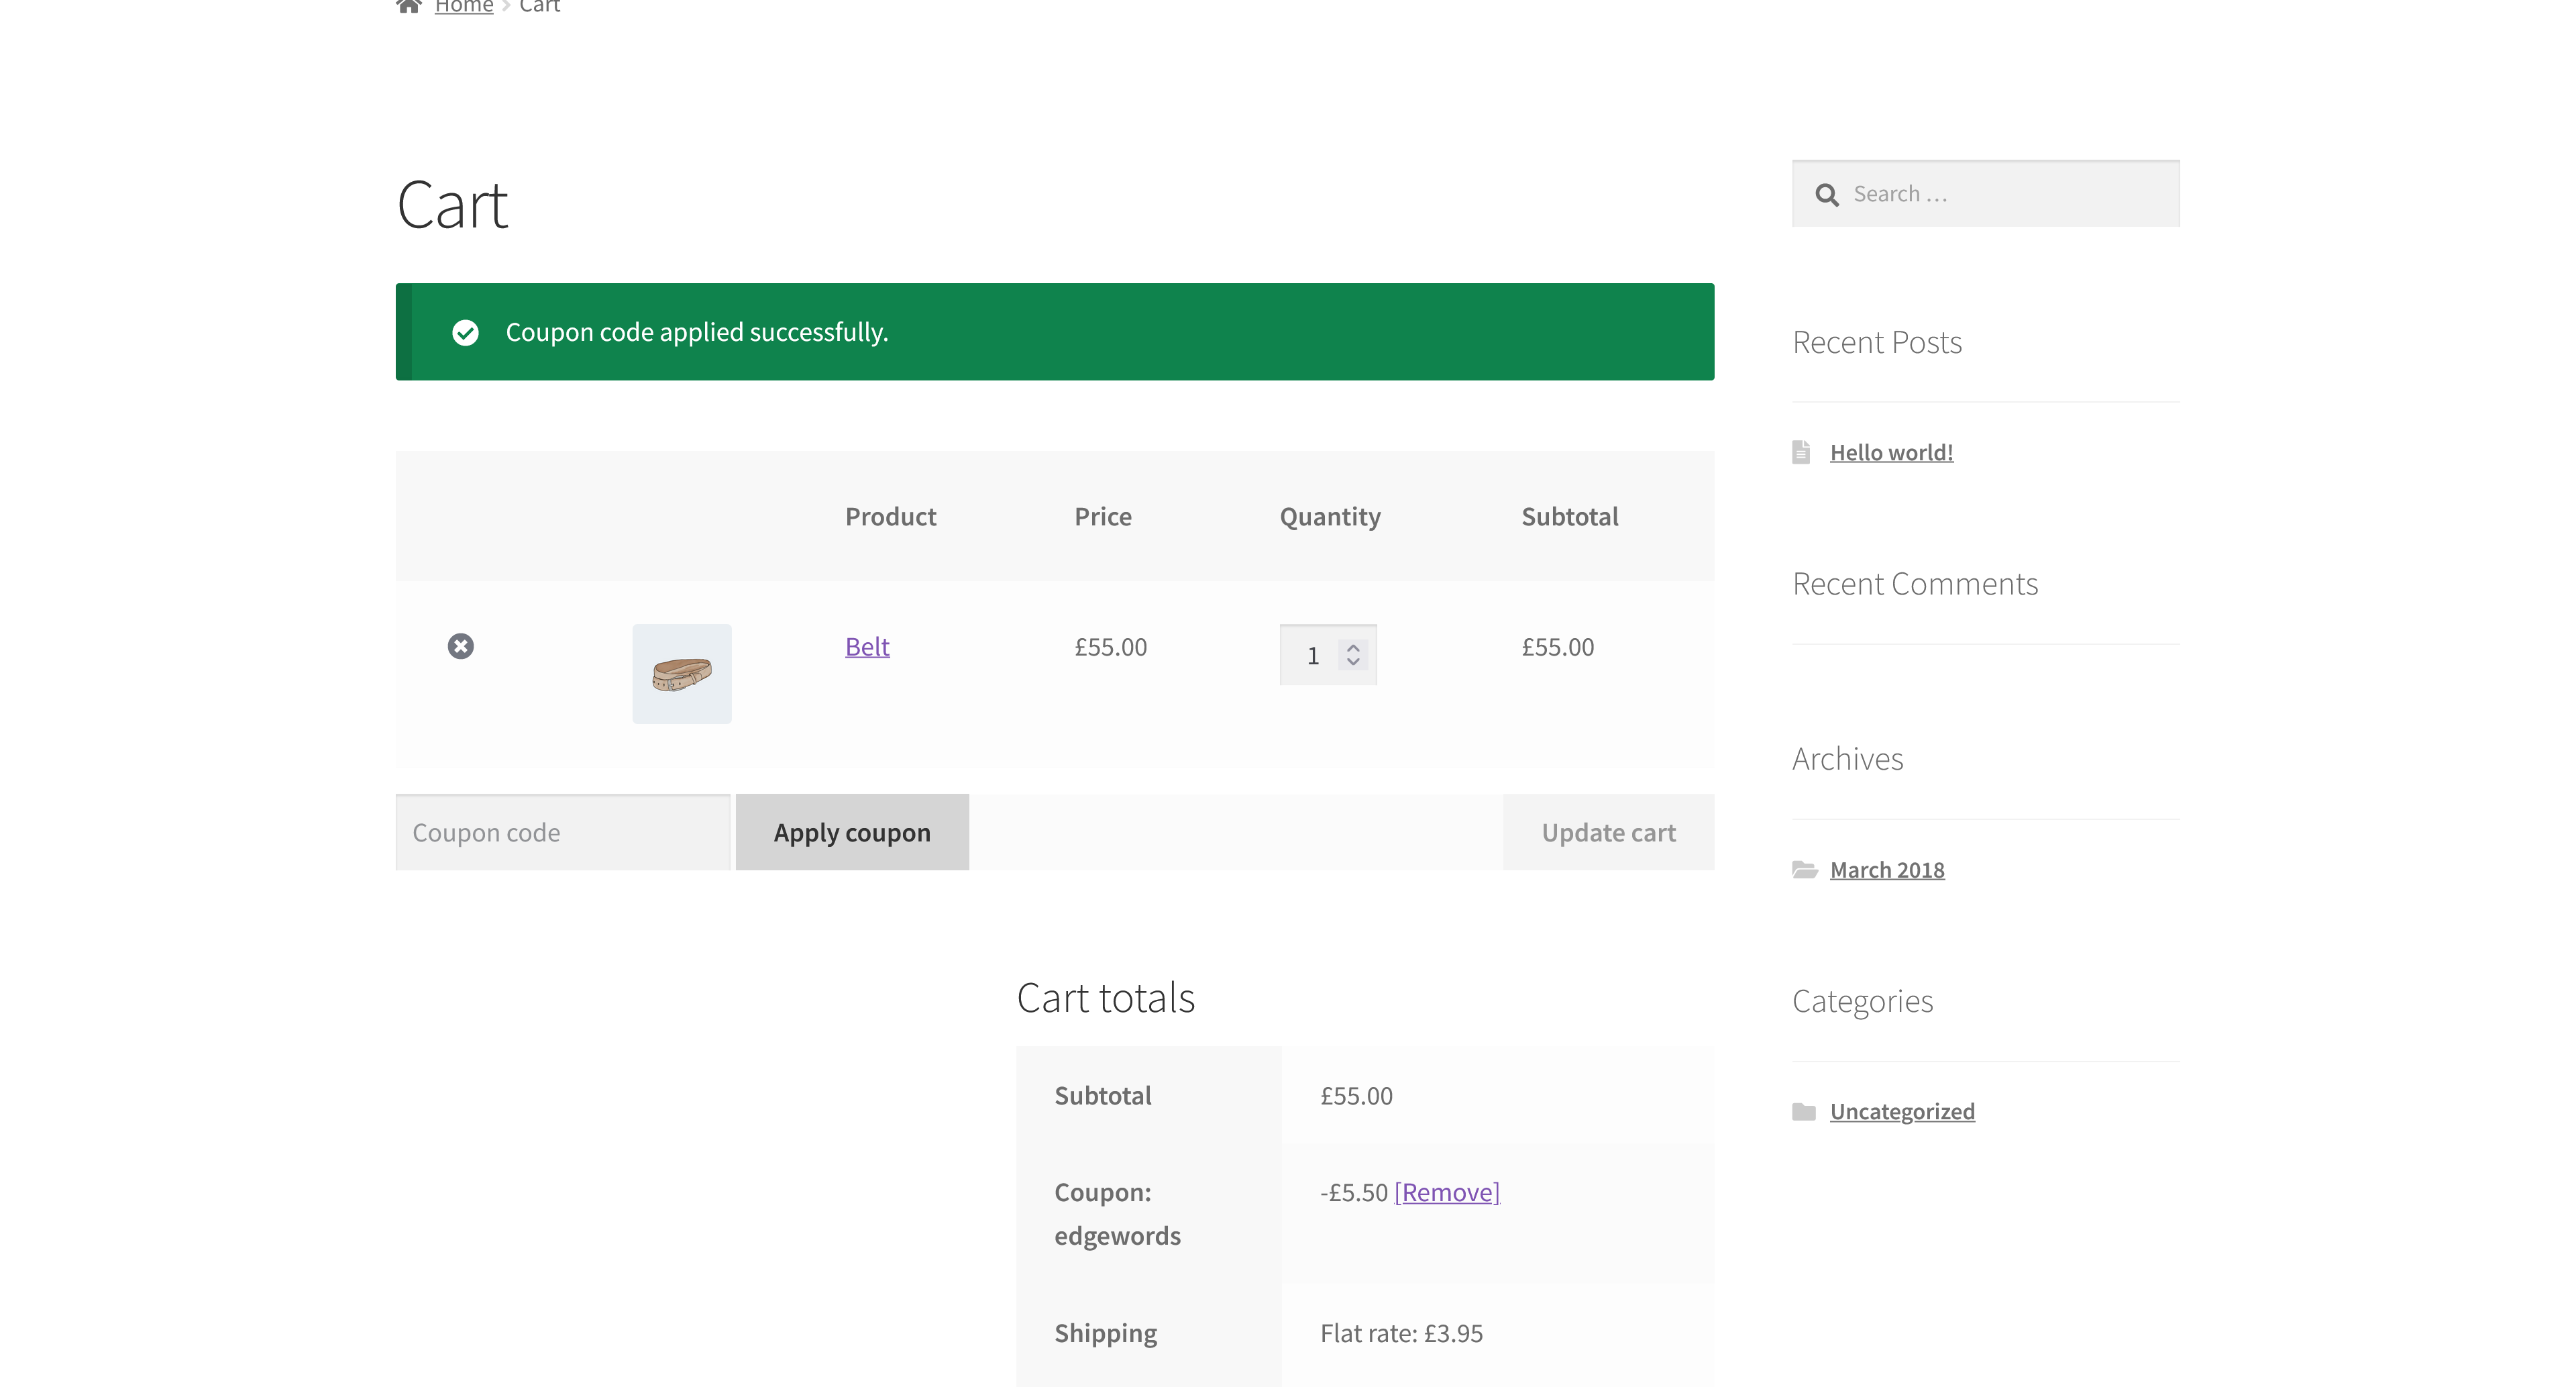 Home Cart
Cart
Search …
Coupon code applied successfully.
Recent Posts
Hello world!
Product Price Quantity Subtotal
Recent Comments
Belt £55.00 1 £55.00
Archives
Coupon code Apply coupon Update cart
March 2018
Cart totals
Categories
Subtotal £55.00
Uncategorized
Coupon: -£5.50 [Remove]
edgewords
Shipping Flat rate: £3.95